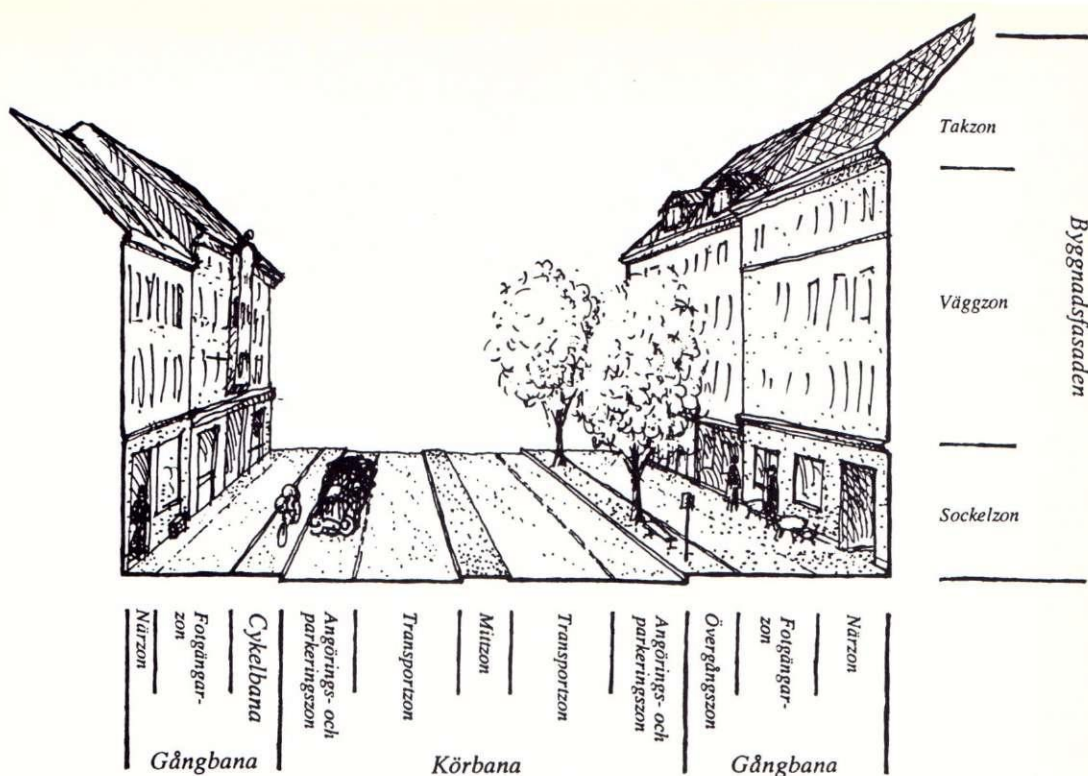 Takzon
Väggzon
Sockelzon
Byggnadsfasaden
Närzon
Fotgängar-
zon
Cykelbana
Angörings- och
parkeringszon
Transportzon
Mittzon
Transportzon
Angörings- och
parkeringszon
Övergångszon
Fotgängar-
zon
Närzon
Gångbana
Körbana
Gångbana